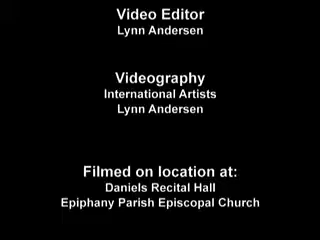 Video Editor
Lynn Andersen
Videography
International Artists
Lynn Andersen
Filmed on location at:
Daniels Recital Hall
Epiphany Parish Episcopal Church